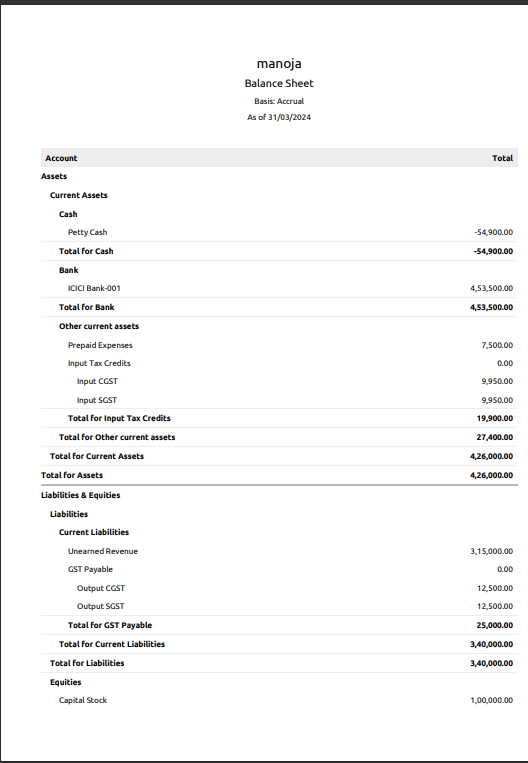 manoja
Balance Sheet
Basis: Accrual
As of 31/03/2024
Account Total
Assets
Current Assets
Cash
Petty Cash -54,900.00
Total for Cash -54,900.00
Bank
ICICI Bank-001 4,53,500.00
Total for Bank 4,53,500.00
Other current assets
Prepaid Expenses 7,500.00
Input Tax Credits 0.00
Input CGST 9,950.00
Input SGST 9,950.00
Total for Input Tax Credits 19,900.00
Total for Other current assets 27,400.00
Total for Current Assets 4,26,000.00
Total for Assets 4,26,000.00
Liabilities & Equities
Liabilities
Current Liabilities
Unearned Revenue 3,15,000.00
GST Payable 0.00
Output CGST 12,500.00
Output SGST 12,500.00
Total for GST Payable 25,000.00
Total for Current Liabilities 3,40,000.00
Total for Liabilities 3,40,000.00
Equities
Capital Stock 1,00,000.00